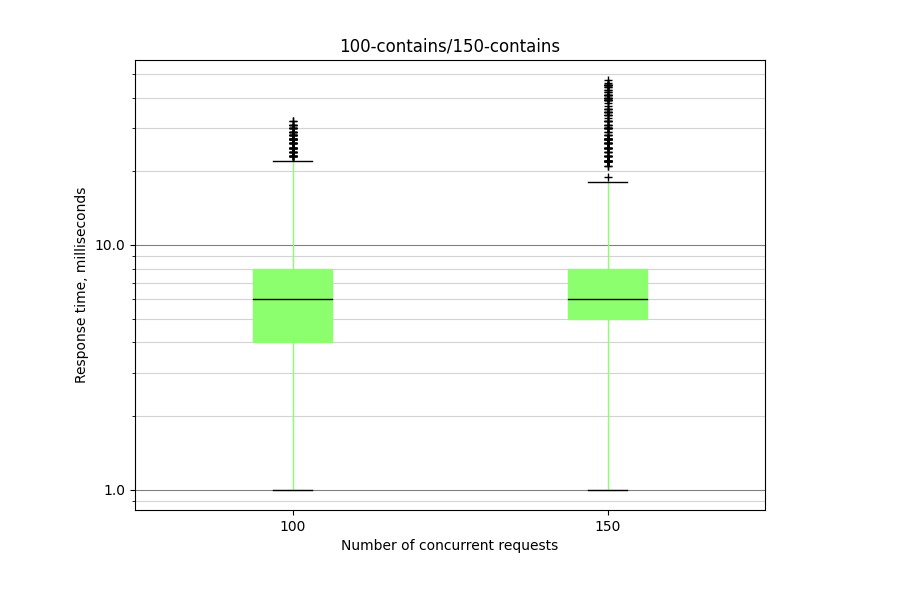 100-contains/150-contains
Response time, milliseconds
10.0
1.0
100
150
Number of concurrent requests